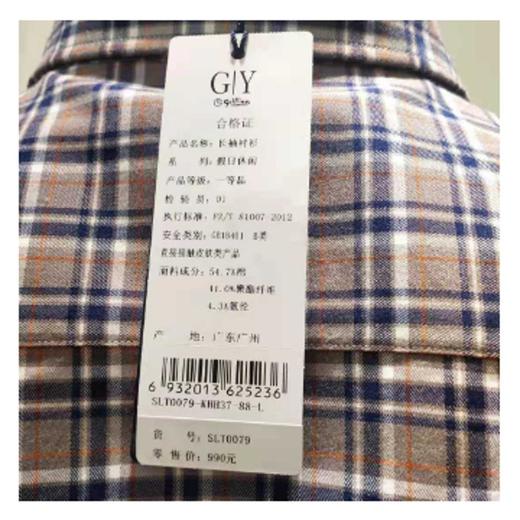 G|Y
合格证
产品名称: 长袖衬衫
系 列: 假日休闲
产品等级: 一等品
检 验 员: 01
执行标准: FZ/T 81007-2012
安全类别: GB18401 B类
直接接触皮肤类产品
面料成分: 54.7%棉
41.0%聚酯纤维
4.3%氨纶
产 地: 广东广州
6 932013 625236
SLT0079-KHH37-88-L
货 号: SLT0079
零 售 价: 990元